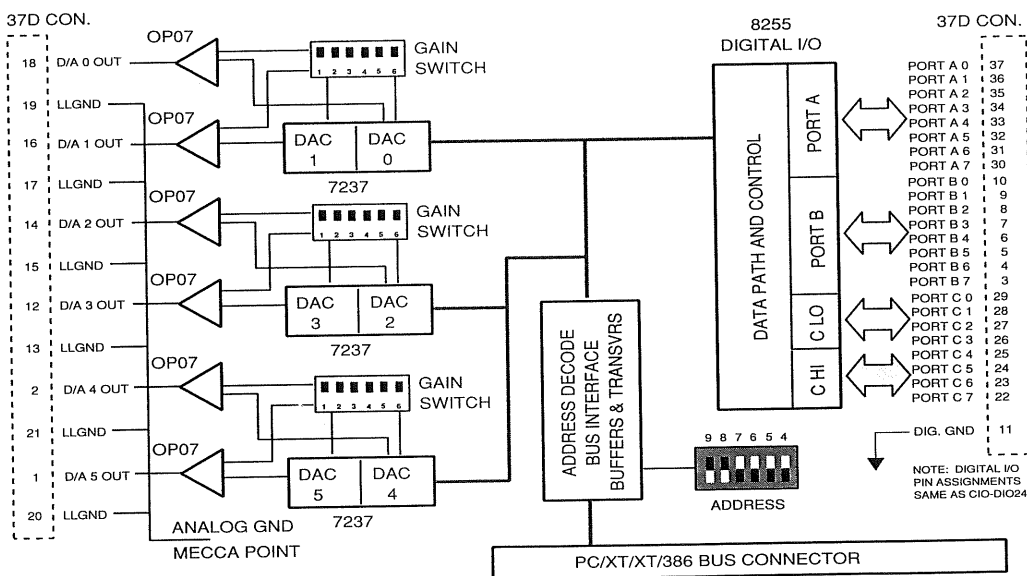 37D CON.
18 D/A 0 OUT
19 LLGND
16 D/A 1 OUT
17 LLGND
14 D/A 2 OUT
15 LLGND
12 D/A 3 OUT
13 LLGND
2 D/A 4 OUT
21 LLGND
1 D/A 5 OUT
20 LLGND
ANALOG GND
MECCA POINT
OP07
OP07
OP07
OP07
OP07
OP07
1 2 3 4 5 6
GAIN
SWITCH
DAC 1
DAC 0
7237
1 2 3 4 5 6
GAIN
SWITCH
DAC 3
DAC 2
7237
1 2 3 4 5 6
GAIN
SWITCH
DAC 5
DAC 4
7237
ADDRESS DECODE
BUS INTERFACE
BUFFERS & TRANSVRS
9 8 7 6 5 4
ADDRESS
PC/XT/XT/386 BUS CONNECTOR
8255
DIGITAL I/O
DATA PATH AND CONTROL
PORT A
PORT B
C LO
C HI
37D CON.
PORT A 0 37
PORT A 1 36
PORT A 2 35
PORT A 3 34
PORT A 4 33
PORT A 5 32
PORT A 6 31
PORT A 7 30
PORT B 0 10
PORT B 1 9
PORT B 2 8
PORT B 3 7
PORT B 4 6
PORT B 5 5
PORT B 6 4
PORT B 7 3
PORT C 0 29
PORT C 1 28
PORT C 2 27
PORT C 3 26
PORT C 4 25
PORT C 5 24
PORT C 6 23
PORT C 7 22
DIG. GND 11
NOTE: DIGITAL I/O
PIN ASSIGNMENTS
SAME AS CIO-DIO24